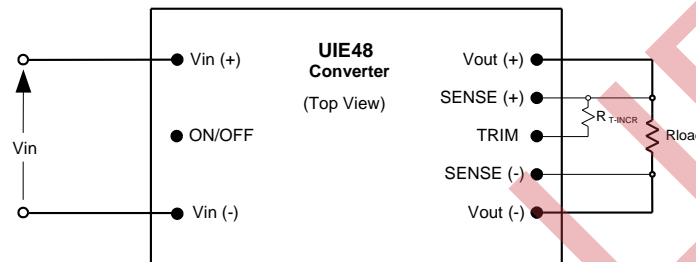 UIE48
Converter
(Top View)
Vin (+)
ON/OFF
Vin (-)
Vin
Vout (+)
SENSE (+)
TRIM
SENSE (-)
Vout (-)
R T-INCR
Rload